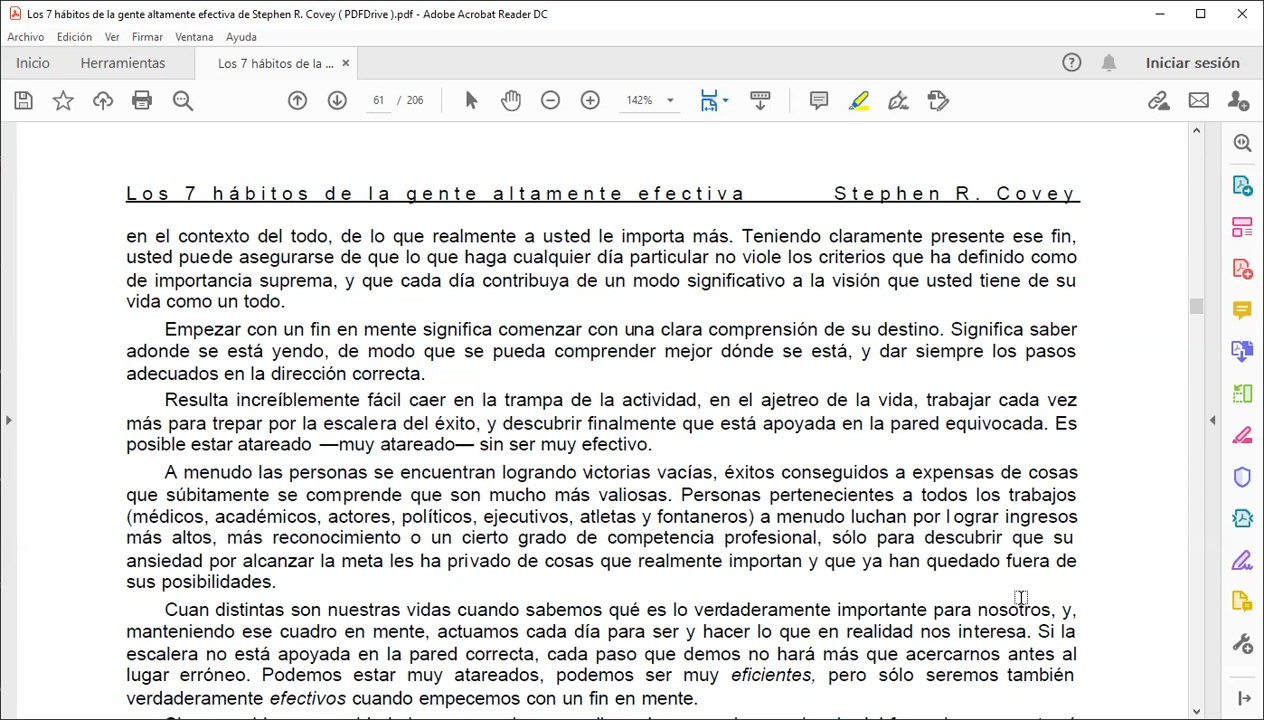 Los 7 hábitos de la gente altamente efectiva de Stephen R. Covey ( PDFDrive ).pdf - Adobe Acrobat Reader DC
Archivo Edición Ver Firmar Ventana Ayuda
Inicio Herramientas Los 7 hábitos de la ... × Iniciar sesión
61 / 206 142%
Los 7 hábitos de la gente altamente efectiva Stephen R. Covey
en el contexto del todo, de lo que realmente a usted le importa más. Teniendo claramente presente ese fin,
usted puede asegurarse de que lo que haga cualquier día particular no viole los criterios que ha definido como
de importancia suprema, y que cada día contribuya de un modo significativo a la visión que usted tiene de su
vida como un todo.
Empezar con un fin en mente significa comenzar con una clara comprensión de su destino. Significa saber
adonde se está yendo, de modo que se pueda comprender mejor dónde se está, y dar siempre los pasos
adecuados en la dirección correcta.
Resulta increíblemente fácil caer en la trampa de la actividad, en el ajetreo de la vida, trabajar cada vez
más para trepar por la escalera del éxito, y descubrir finalmente que está apoyada en la pared equivocada. Es
posible estar atareado —muy atareado— sin ser muy efectivo.
A menudo las personas se encuentran logrando victorias vacías, éxitos conseguidos a expensas de cosas
que súbitamente se comprende que son mucho más valiosas. Personas pertenecientes a todos los trabajos
(médicos, académicos, actores, políticos, ejecutivos, atletas y fontaneros) a menudo luchan por lograr ingresos
más altos, más reconocimiento o un cierto grado de competencia profesional, sólo para descubrir que su
ansiedad por alcanzar la meta les ha privado de cosas que realmente importan y que ya han quedado fuera de
sus posibilidades.
Cuan distintas son nuestras vidas cuando sabemos qué es lo verdaderamente importante para nosotros, y,
manteniendo ese cuadro en mente, actuamos cada día para ser y hacer lo que en realidad nos interesa. Si la
escalera no está apoyada en la pared correcta, cada paso que demos no hará más que acercarnos antes al
lugar erróneo. Podemos estar muy atareados, podemos ser muy eficientes, pero sólo seremos también
verdaderamente efectivos cuando empecemos con un fin en mente.